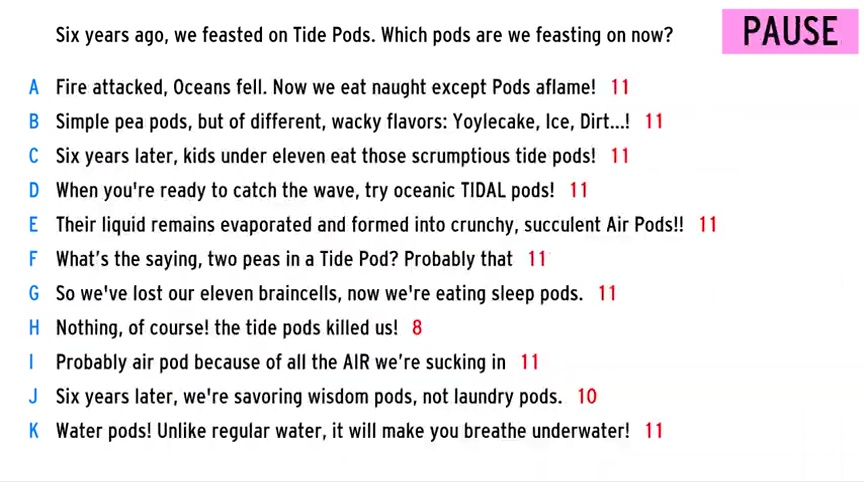 Six years ago, we feasted on Tide Pods. Which pods are we feasting on now?
PAUSE
A Fire attacked, Oceans fell. Now we eat naught except Pods aflame! 11
B Simple pea pods, but of different, wacky flavors: Yoylecake, Ice, Dirt...! 11
C Six years later, kids under eleven eat those scrumptious tide pods! 11
D When you're ready to catch the wave, try oceanic TIDAL pods! 11
E Their liquid remains evaporated and formed into crunchy, succulent Air Pods!! 11
F What's the saying, two peas in a Tide Pod? Probably that 11
G So we've lost our eleven braincells, now we're eating sleep pods. 11
H Nothing, of course! the tide pods killed us! 8
I Probably air pod because of all the AIR we're sucking in 11
J Six years later, we're savoring wisdom pods, not laundry pods. 10
K Water pods! Unlike regular water, it will make you breathe underwater! 11